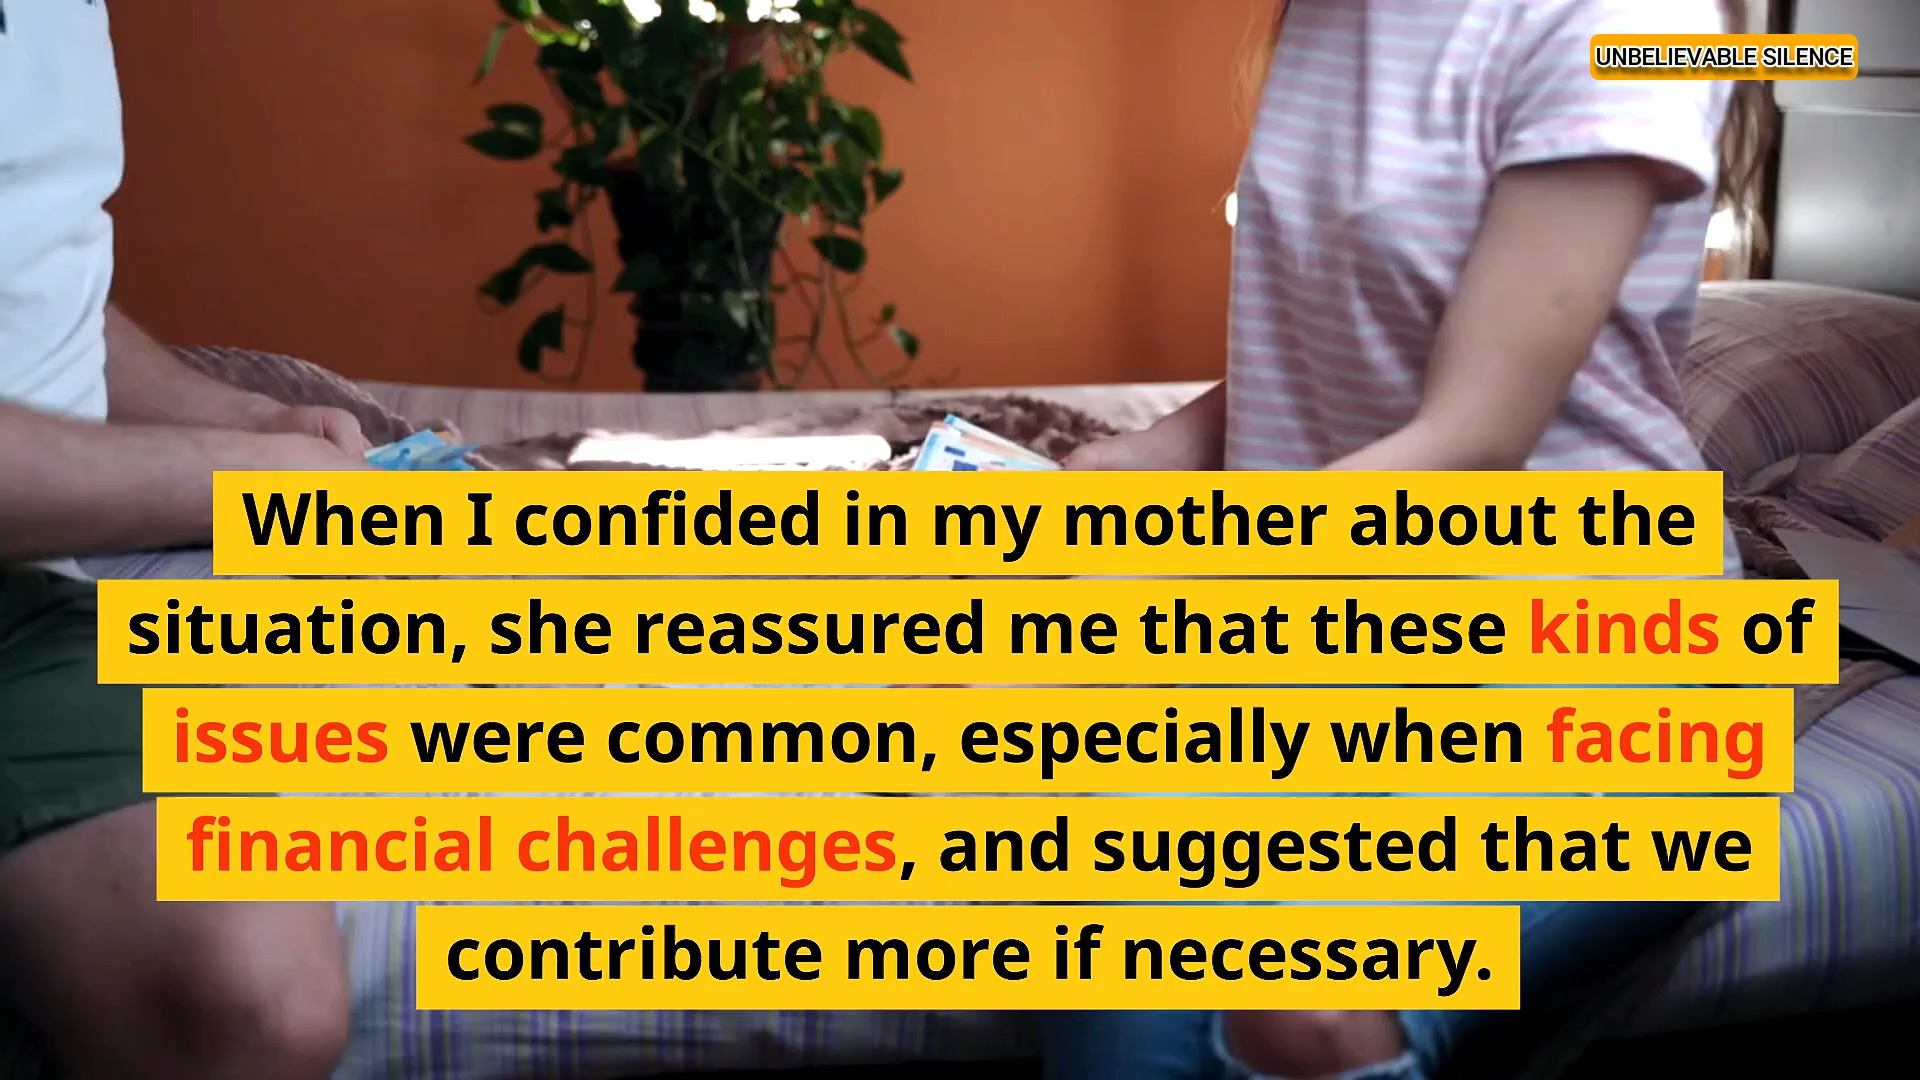 UNBELIEVABLE SILENCE
When I confided in my mother about the
situation, she reassured me that these kinds of
issues were common, especially when facing
financial challenges, and suggested that we
contribute more if necessary.